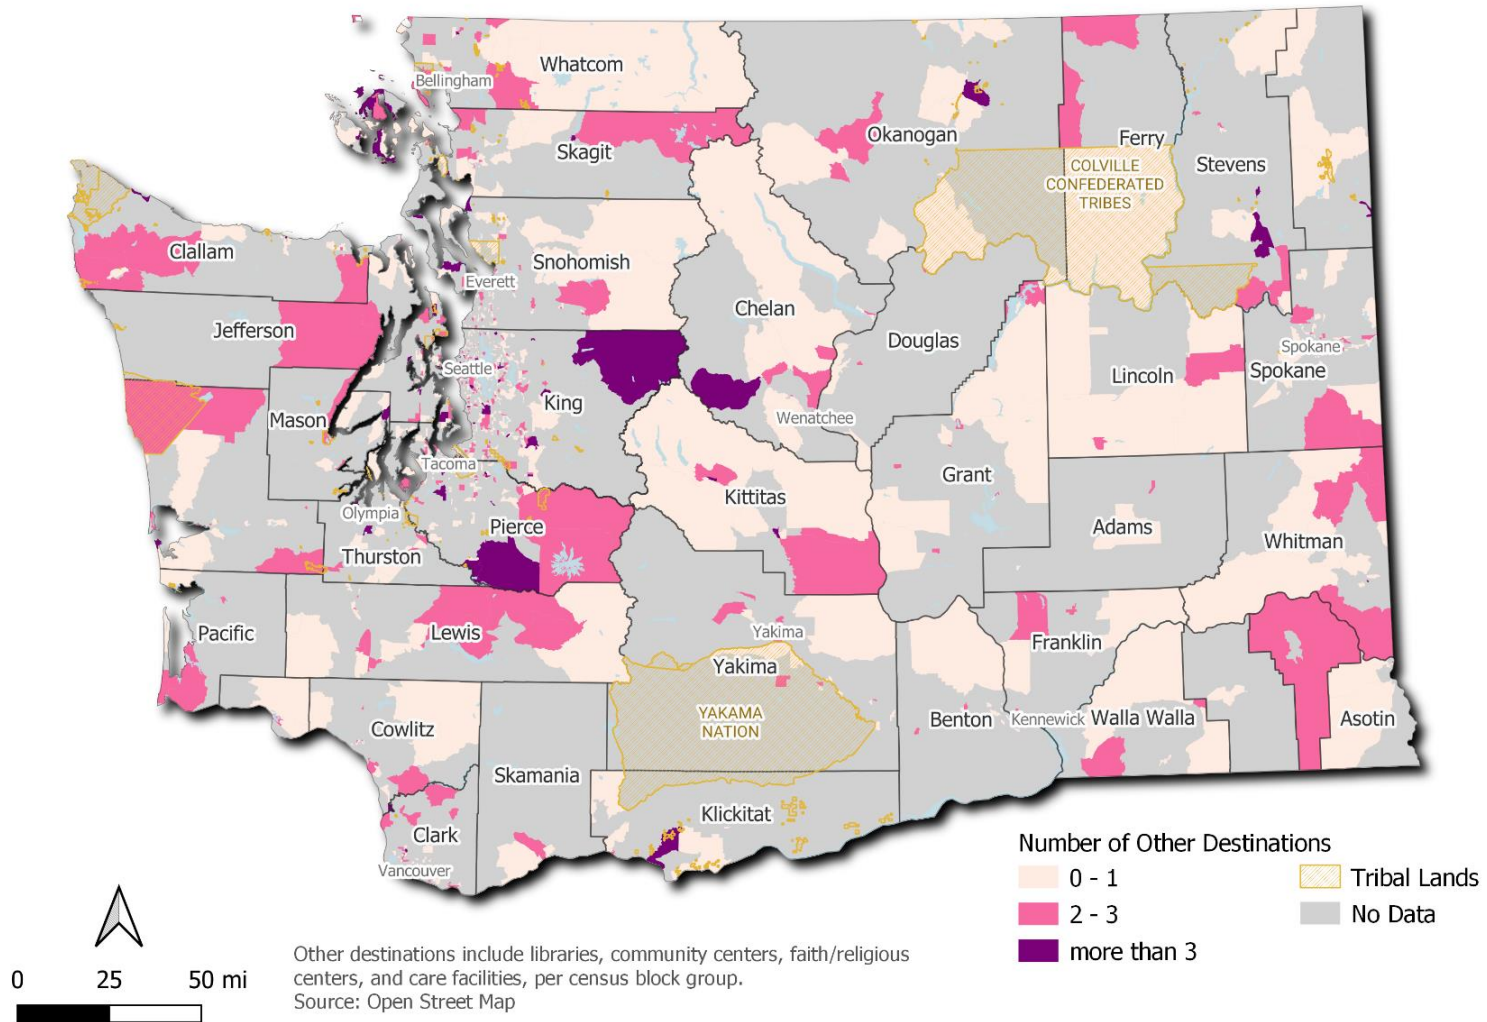 Whatcom
Bellingham
Okanogan
Ferry
Skagit
Stevens
COLVILLE
CONFEDERATED
TRIBES
Clallam
Snohomish
Everett
Chelan
Jefferson
Douglas
Seattle
Spokane
Lincoln
Spokane
King
Mason
Wenatchee
Tacoma
Grant
Kittitas
Olympia
Pierce
Adams
Whitman
Thurston
Pacific
Lewis
Yakima
Franklin
Yakima
YAKAMA
NATION
Benton
Kennewick
Walla Walla
Asotin
Cowlitz
Skamania
Klickitat
Clark
Vancouver
Number of Other Destinations
0 - 1
2 - 3
more than 3
Tribal Lands
No Data
0 25 50 mi
Other destinations include libraries, community centers, faith/religious
centers, and care facilities, per census block group.
Source: Open Street Map